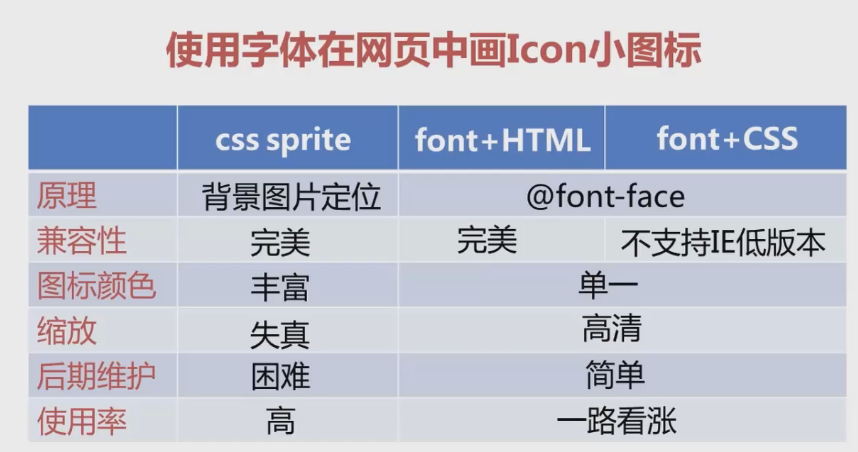 使用字体在网页中画Icon小图标
css sprite font+HTML font+CSS
原理 背景图片定位 @font-face
兼容性 完美 完美 不支持IE低版本
图标颜色 丰富 单一
缩放 失真 高清
后期维护 困难 简单
使用率 高 一路看涨